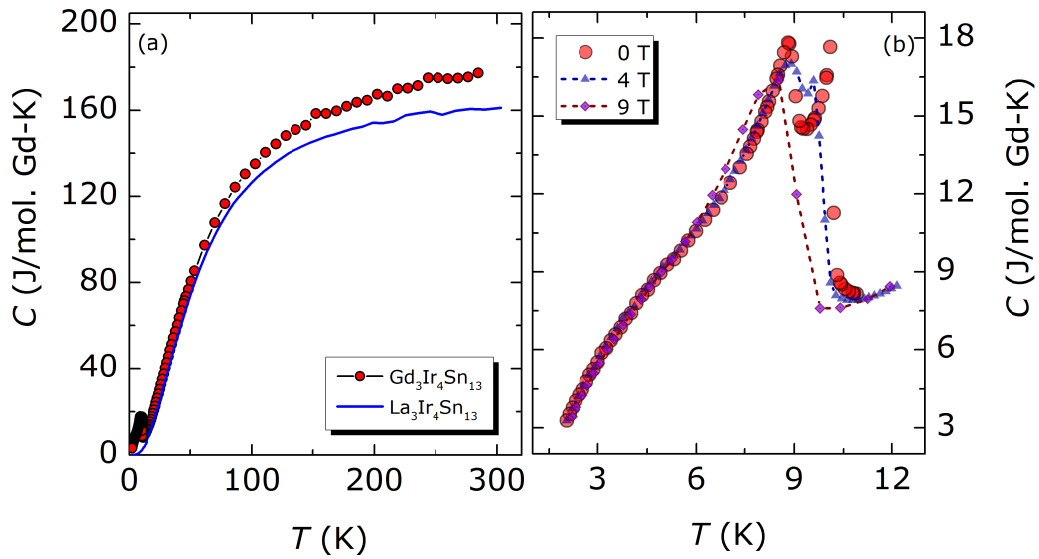 (a)
200
160
120
80
40
0
C (J/mol. Gd-K)
Gd3Ir4Sn13
La3Ir4Sn13
0
100
200
300
T (K)
(b)
0 T
4 T
9 T
18
15
12
9
6
3
C (J/mol. Gd-K)
3
6
9
12
T (K)